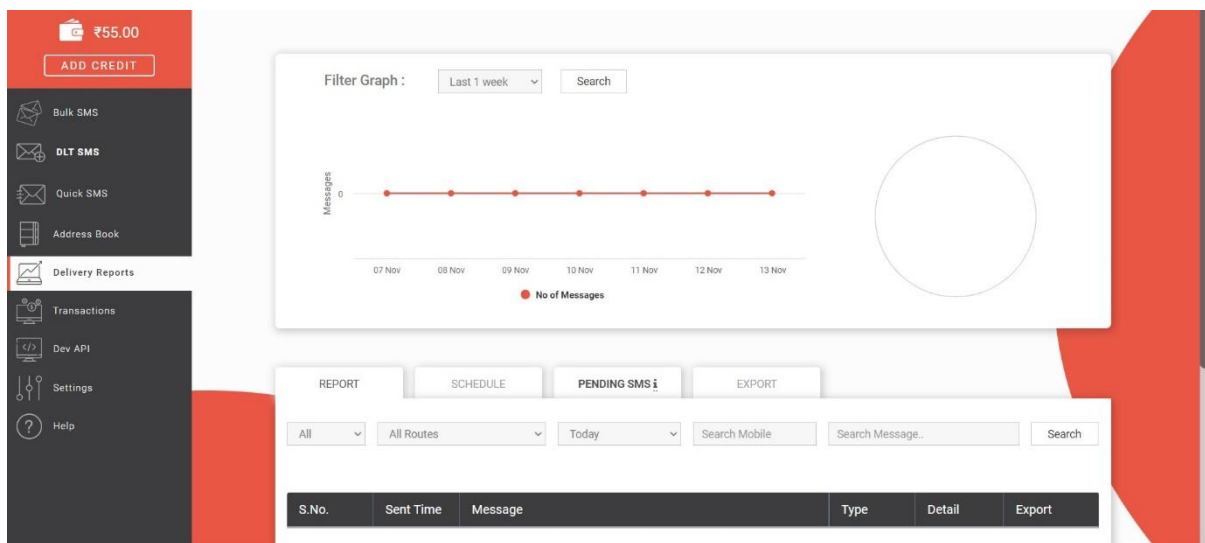 ₹55.00
ADD CREDIT
Bulk SMS
DLT SMS
Quick SMS
Address Book
Delivery Reports
Transactions
Dev API
Settings
Help
Filter Graph :
Last 1 week
Search
Messages
0
07 Nov 08 Nov 09 Nov 10 Nov 11 Nov 12 Nov 13 Nov
No of Messages
REPORT SCHEDULE PENDING SMS i EXPORT
All All Routes Today Search Mobile Search Message.. Search
S.No. Sent Time Message Type Detail Export